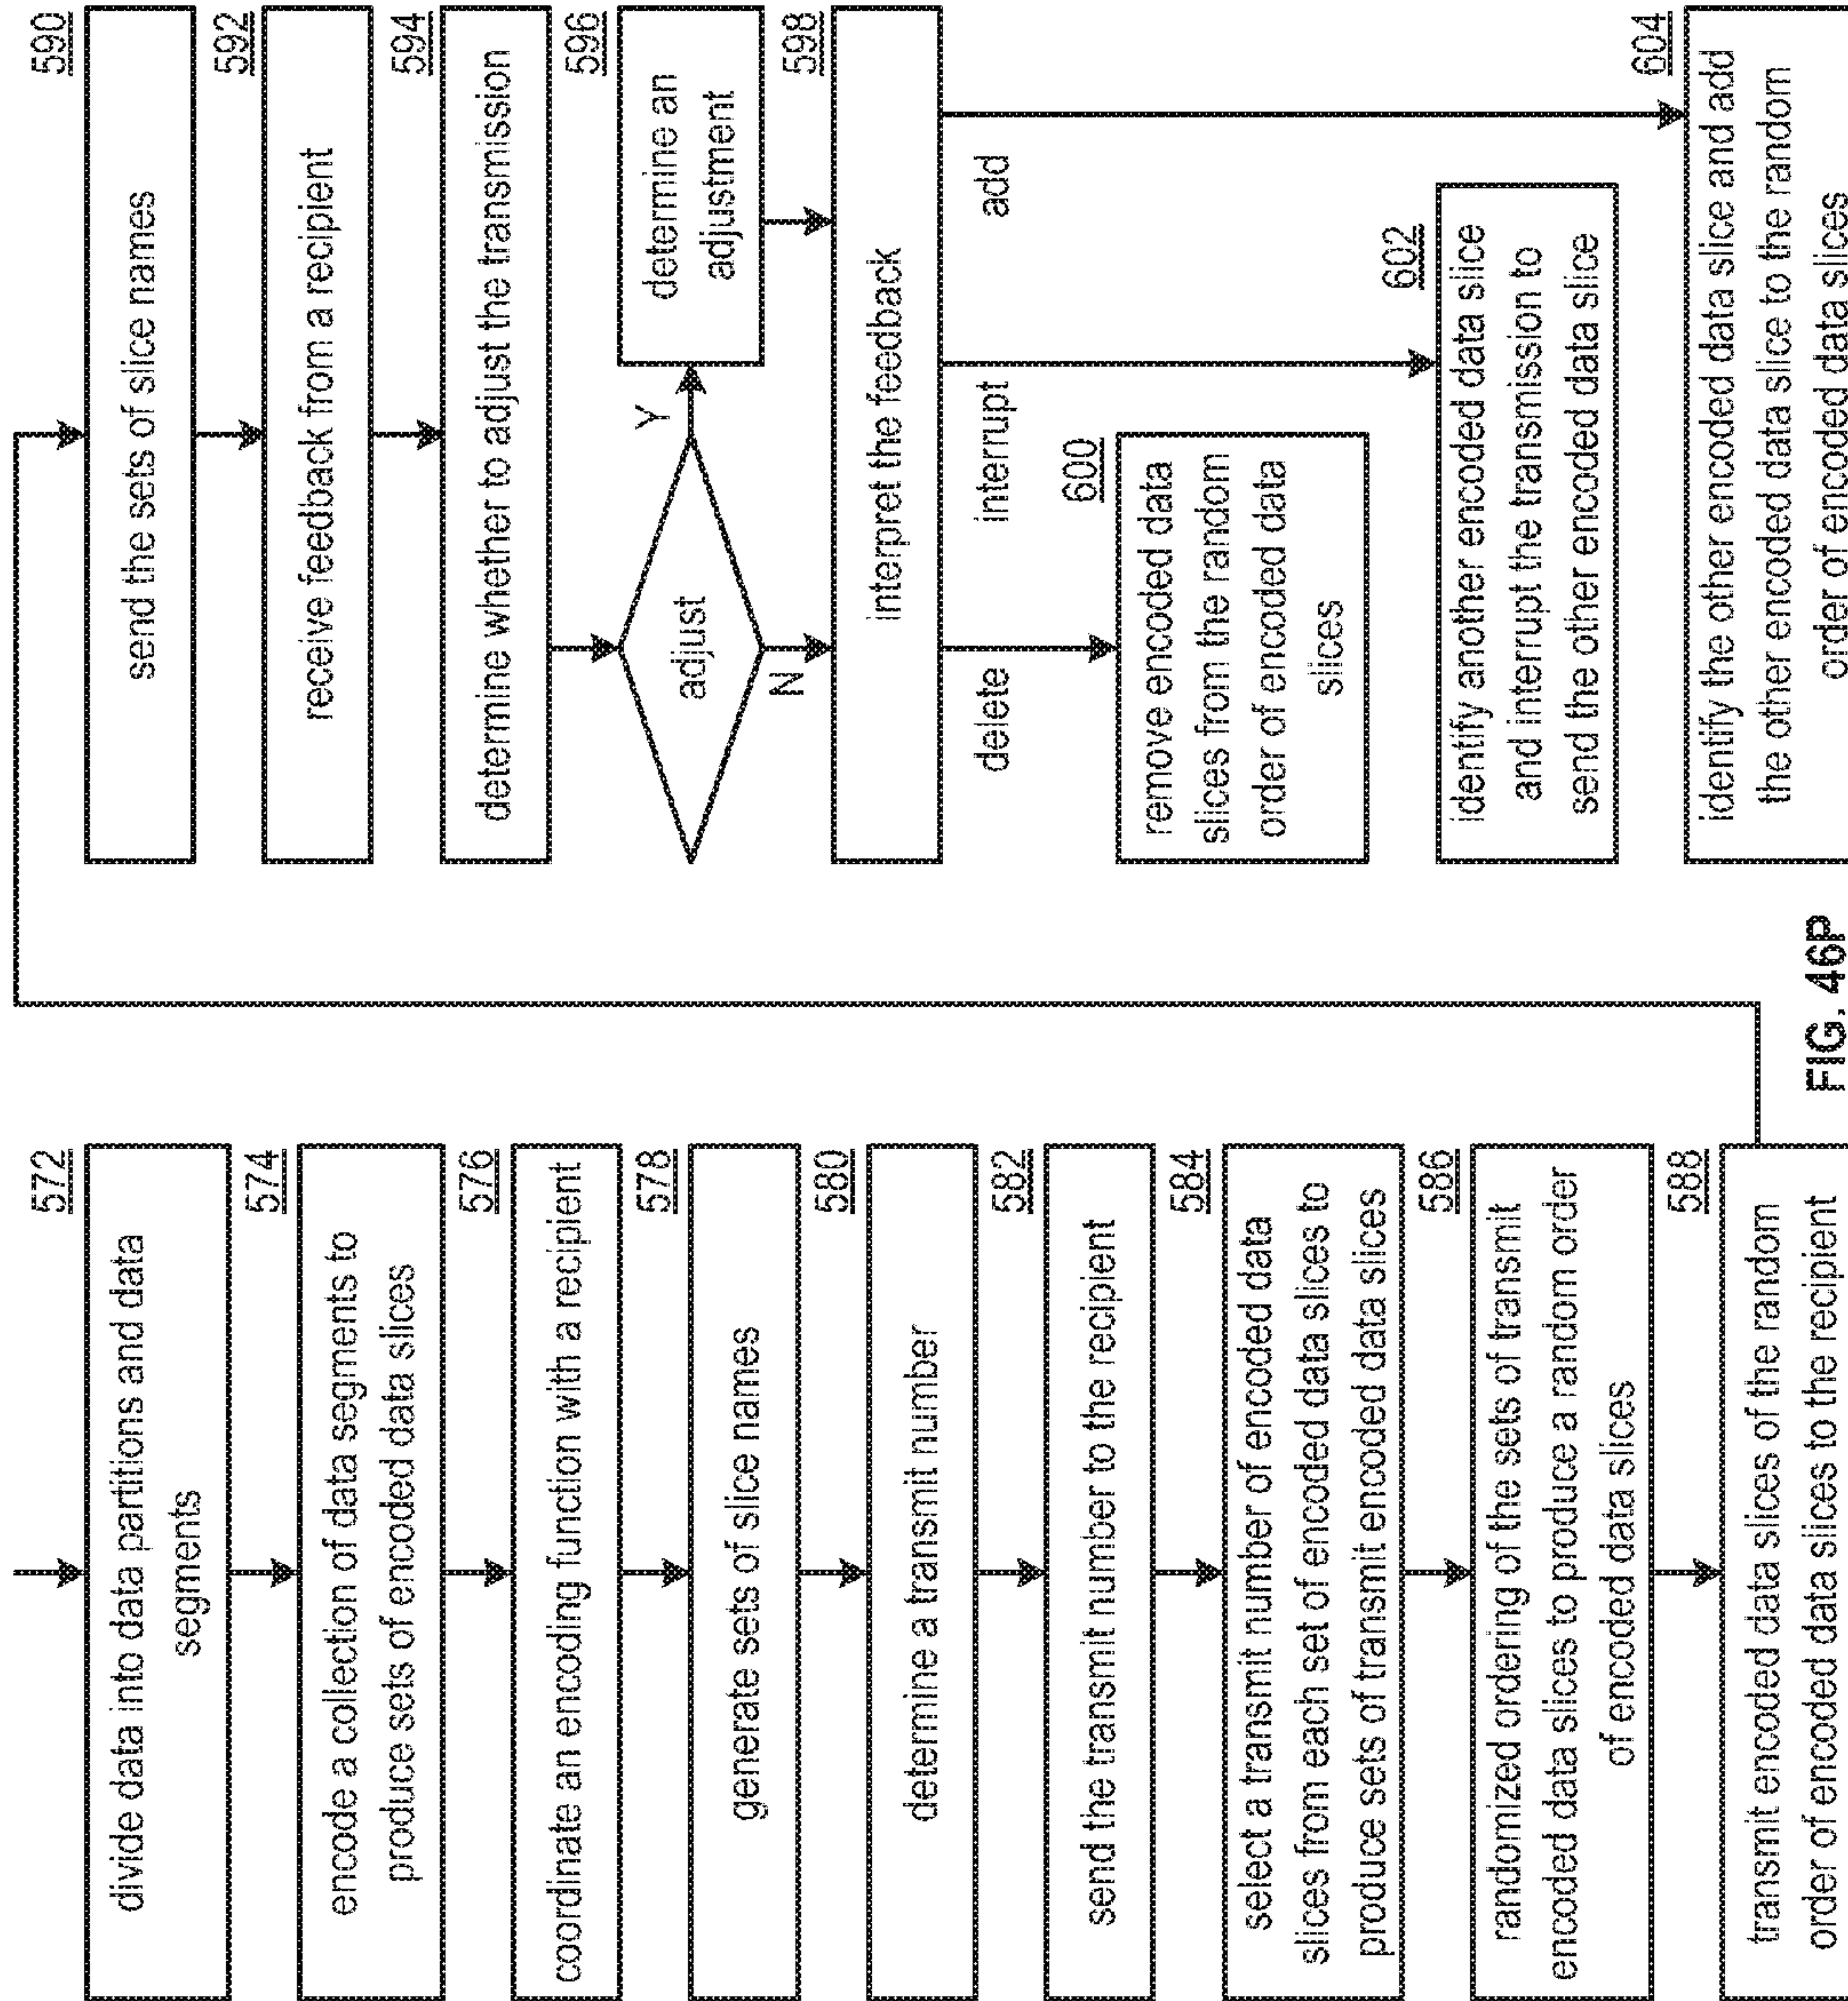 572
divide data into data partitions and data
segments
574
encode a collection of data segments to
produce sets of encoded data slices
576
coordinate an encoding function with a recipient
578
generate sets of slice names
580
determine a transmit number
582
send the transmit number to the recipient
584
select a transmit number of encoded data
slices from each set of encoded data slices to
produce sets of transmit encoded data slices
586
randomized ordering of the sets of transmit
encoded data slices to produce a random order
of encoded data slices
588
transmit encoded data slices of the random
order of encoded data slices to the recipient
590
send the sets of slice names
592
receive feedback from a recipient
594
determine whether to adjust the transmission
adjust
Y
N
596
determine an
adjustment
598
interpret the feedback
delete
interrupt
add
600
remove encoded data
slices from the random
order of encoded data
slices
602
identify another encoded data slice
and interrupt the transmission to
send the other encoded data slice
604
identify the other encoded data slice and add
the other encoded data slice to the random
order of encoded data slices
FIG. 46P